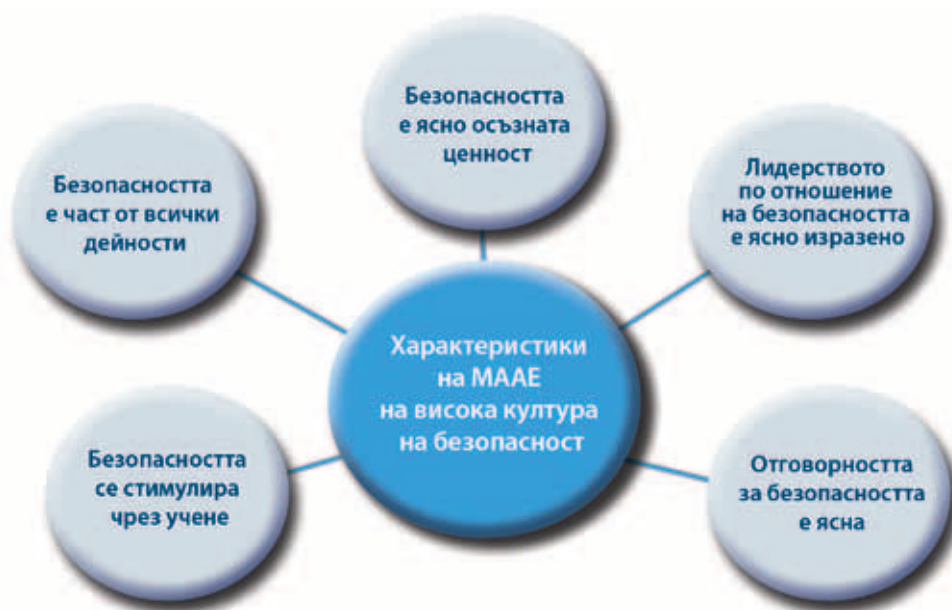 Безопасността
е ясно осъзната
ценност
Безопасността
е част от всички
дейности
Лидерството
по отношение
на безопасността
е ясно изразено
Характеристики
на МААЕ
на висока култура
на безопасност
Безопасността
се стимулира
чрез учене
Отговорността
за безопасността
е ясна